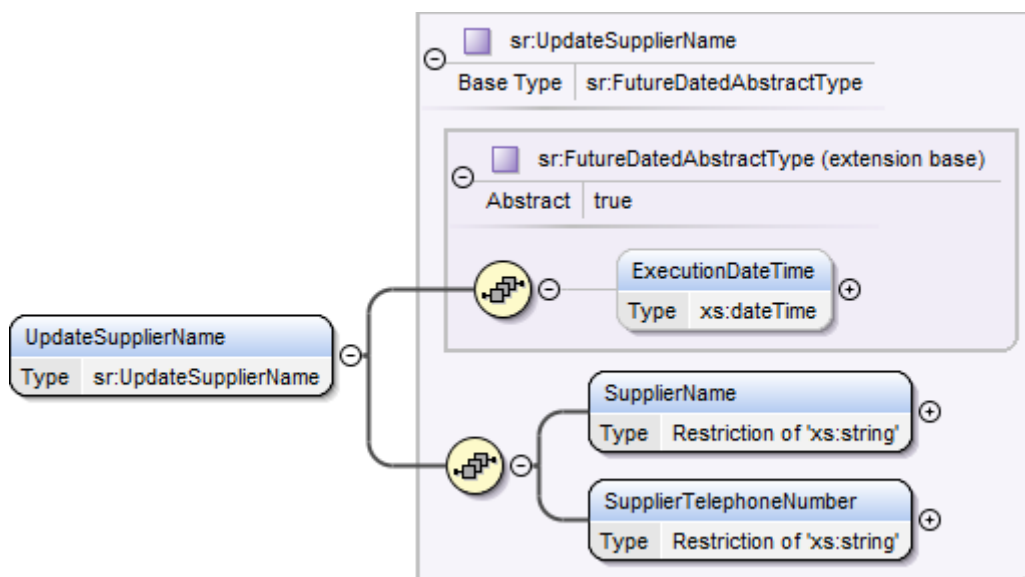 sr:UpdateSupplierName
Base Type sr:FutureDatedAbstractType
sr:FutureDatedAbstractType (extension base)
Abstract true
ExecutionDateTime
Type xs:dateTime
UpdateSupplierName
Type sr:UpdateSupplierName
SupplierName
Type Restriction of 'xs:string'
SupplierTelephoneNumber
Type Restriction of 'xs:string'